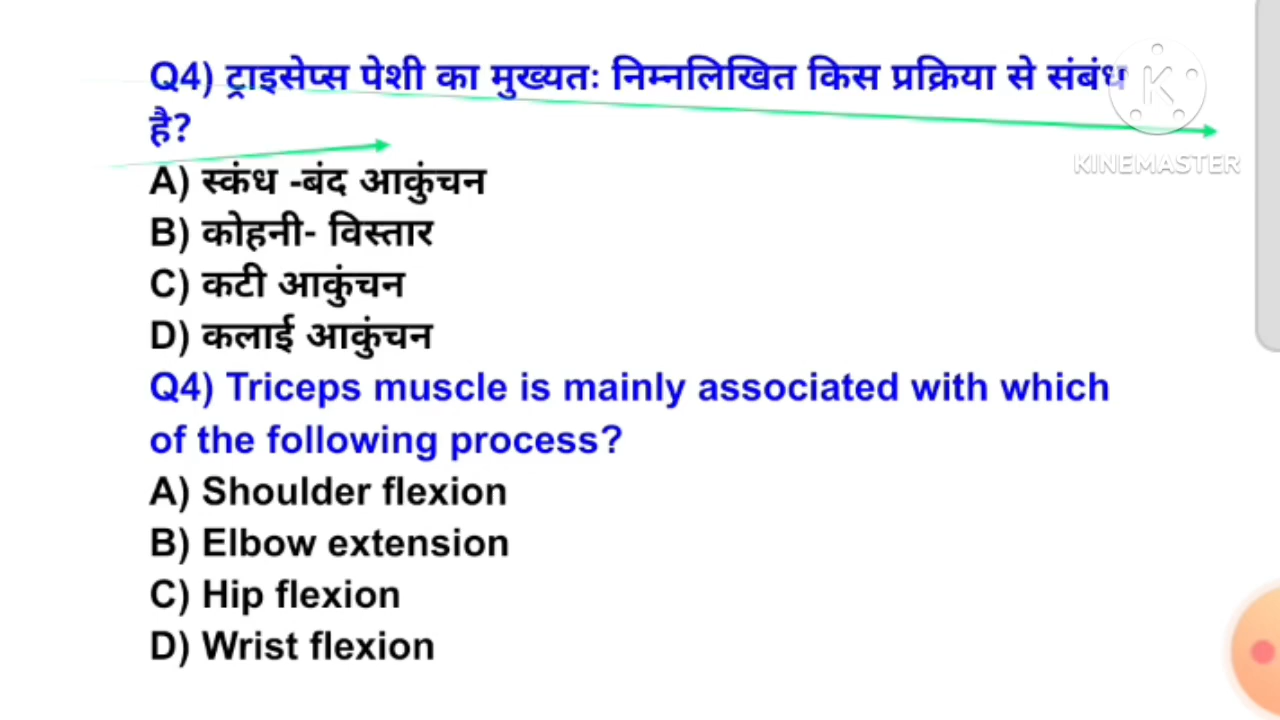 Q4) ट्राइसेप्स पेशी का मुख्यतः निम्नलिखित किस प्रक्रिया से संबंध
है?
A) स्कंध -बंद आकुंचन
B) कोहनी- विस्तार
C) कटी आकुंचन
D) कलाई आकुंचन
Q4) Triceps muscle is mainly associated with which
of the following process?
A) Shoulder flexion
B) Elbow extension
C) Hip flexion
D) Wrist flexion
K
KINEMASTER